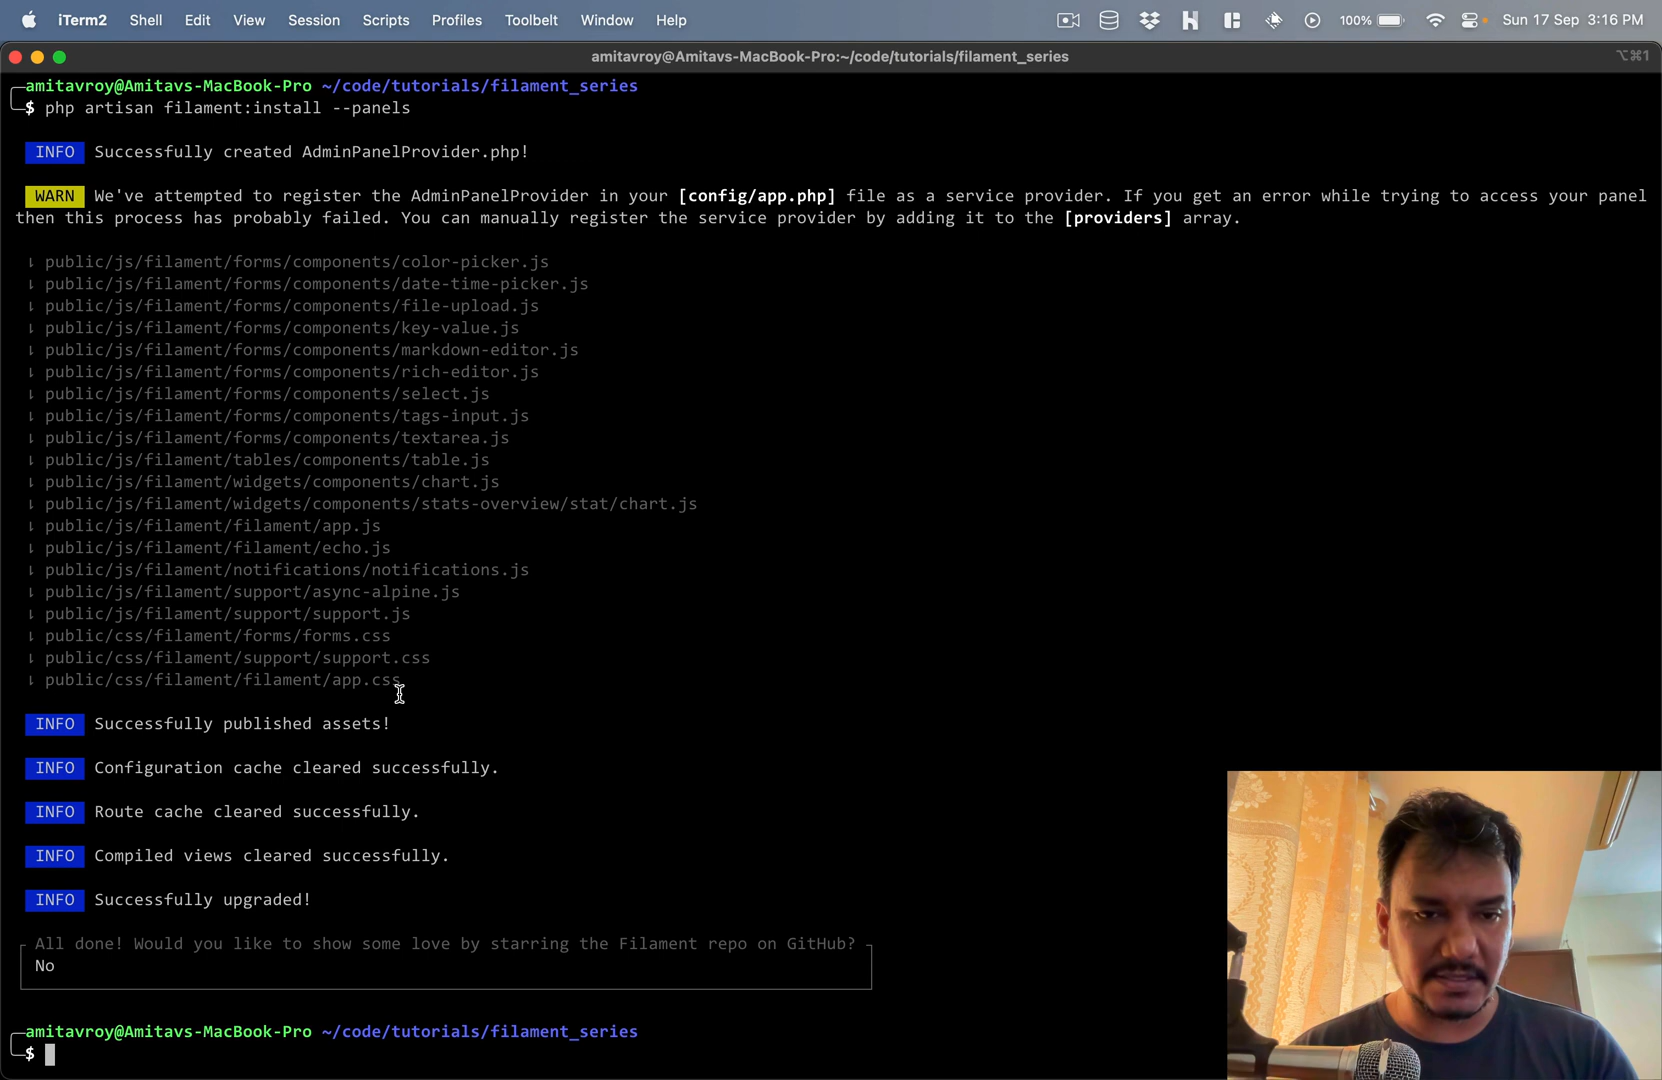 iTerm2 Shell Edit View Session Scripts Profiles Toolbelt Window Help 100% Sun 17 Sep 3:16 PM
amitavroy@Amitavs-MacBook-Pro:~/code/tutorials/filament_series ⌥⌘1
amitavroy@Amitavs-MacBook-Pro ~/code/tutorials/filament_series
$ php artisan filament:install --panels
INFO Successfully created AdminPanelProvider.php!
WARN We've attempted to register the AdminPanelProvider in your [config/app.php] file as a service provider. If you get an error while trying to access your panel
then this process has probably failed. You can manually register the service provider by adding it to the [providers] array.
↓ public/js/filament/forms/components/color-picker.js
↓ public/js/filament/forms/components/date-time-picker.js
↓ public/js/filament/forms/components/file-upload.js
↓ public/js/filament/forms/components/key-value.js
↓ public/js/filament/forms/components/markdown-editor.js
↓ public/js/filament/forms/components/rich-editor.js
↓ public/js/filament/forms/components/select.js
↓ public/js/filament/forms/components/tags-input.js
↓ public/js/filament/forms/components/textarea.js
↓ public/js/filament/tables/components/table.js
↓ public/js/filament/widgets/components/chart.js
↓ public/js/filament/widgets/components/stats-overview/stat/chart.js
↓ public/js/filament/filament/app.js
↓ public/js/filament/filament/echo.js
↓ public/js/filament/notifications/notifications.js
↓ public/js/filament/support/async-alpine.js
↓ public/js/filament/support/support.js
↓ public/css/filament/forms/forms.css
↓ public/css/filament/support/support.css
↓ public/css/filament/filament/app.css
INFO Successfully published assets!
INFO Configuration cache cleared successfully.
INFO Route cache cleared successfully.
INFO Compiled views cleared successfully.
INFO Successfully upgraded!
All done! Would you like to show some love by starring the Filament repo on GitHub?
No
amitavroy@Amitavs-MacBook-Pro ~/code/tutorials/filament_series
$